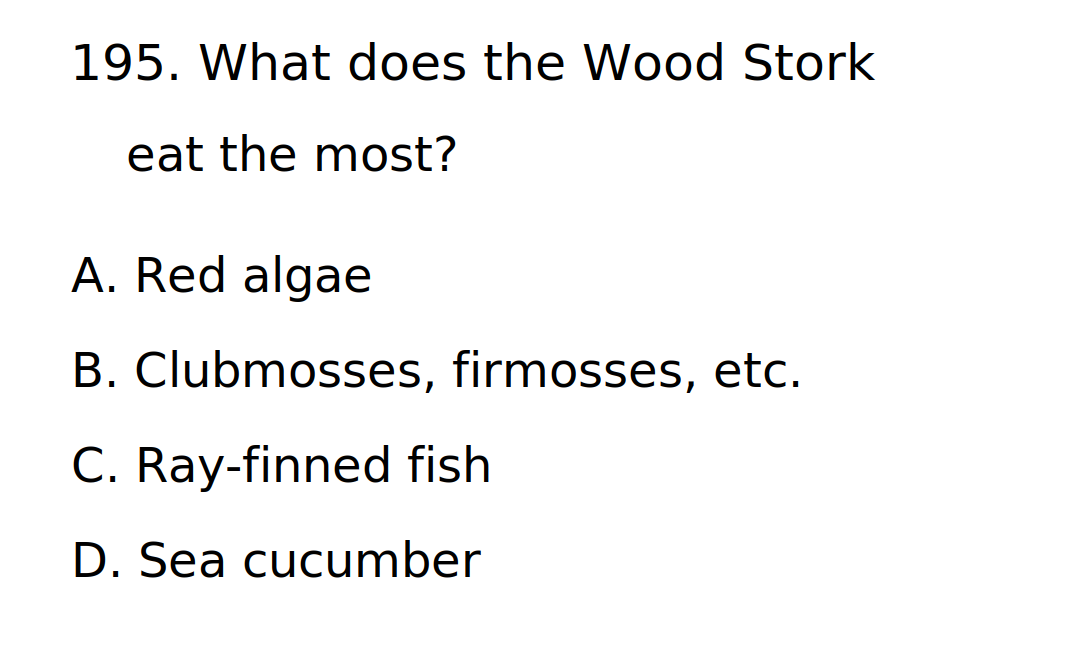 195. What does the Wood Stork
eat the most?
A. Red algae
B. Clubmosses, firmosses, etc.
C. Ray-finned fish
D. Sea cucumber